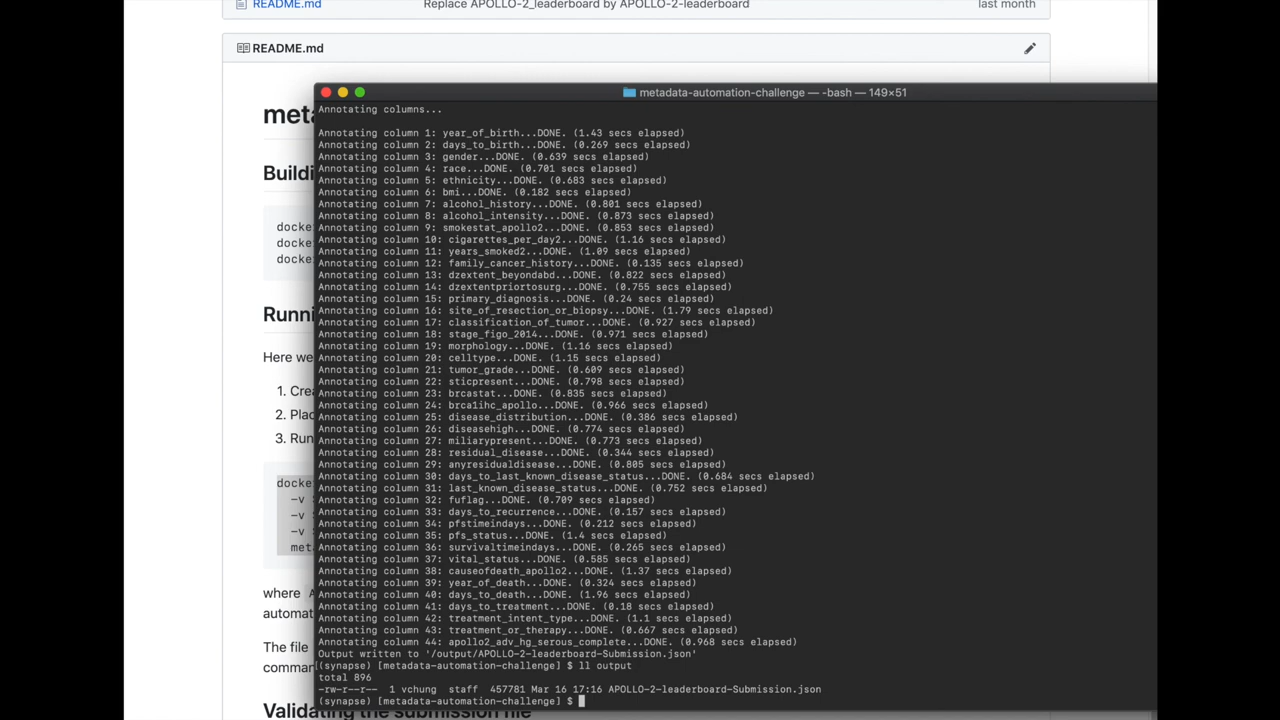 README.md Replace APOLLO-2_leaderboard by APOLLO-2-leaderboard last month
README.md
meta
Buildi
docke
docke
docke
Runni
Here we
1. Crea
2. Plac
3. Run
docke
-v
-v
-v
met
where
automat
The file
comman
Validating the submission file
metadata-automation-challenge — -bash — 149×51
Annotating columns...
Annotating column 1: year_of_birth...DONE. (1.43 secs elapsed)
Annotating column 2: days_to_birth...DONE. (0.269 secs elapsed)
Annotating column 3: gender...DONE. (0.639 secs elapsed)
Annotating column 4: race...DONE. (0.701 secs elapsed)
Annotating column 5: ethnicity...DONE. (0.683 secs elapsed)
Annotating column 6: bmi...DONE. (0.182 secs elapsed)
Annotating column 7: alcohol_history...DONE. (0.801 secs elapsed)
Annotating column 8: alcohol_intensity...DONE. (0.873 secs elapsed)
Annotating column 9: smokestat_apollo2...DONE. (0.853 secs elapsed)
Annotating column 10: cigarettes_per_day2...DONE. (1.16 secs elapsed)
Annotating column 11: years_smoked2...DONE. (1.09 secs elapsed)
Annotating column 12: family_cancer_history...DONE. (0.135 secs elapsed)
Annotating column 13: dzextent_beyondabd...DONE. (0.822 secs elapsed)
Annotating column 14: dzextentpriortosurg...DONE. (0.755 secs elapsed)
Annotating column 15: primary_diagnosis...DONE. (0.24 secs elapsed)
Annotating column 16: site_of_resection_or_biopsy...DONE. (1.79 secs elapsed)
Annotating column 17: classification_of_tumor...DONE. (0.927 secs elapsed)
Annotating column 18: stage_figo_2014...DONE. (0.971 secs elapsed)
Annotating column 19: morphology...DONE. (1.16 secs elapsed)
Annotating column 20: celltype...DONE. (1.15 secs elapsed)
Annotating column 21: tumor_grade...DONE. (0.609 secs elapsed)
Annotating column 22: sticpresent...DONE. (0.798 secs elapsed)
Annotating column 23: brcastat...DONE. (0.835 secs elapsed)
Annotating column 24: brca1ihc_apollo...DONE. (0.966 secs elapsed)
Annotating column 25: disease_distribution...DONE. (0.386 secs elapsed)
Annotating column 26: diseasehigh...DONE. (0.774 secs elapsed)
Annotating column 27: miliarypresent...DONE. (0.773 secs elapsed)
Annotating column 28: residual_disease...DONE. (0.344 secs elapsed)
Annotating column 29: anyresidualdisease...DONE. (0.805 secs elapsed)
Annotating column 30: days_to_last_known_disease_status...DONE. (0.684 secs elapsed)
Annotating column 31: last_known_disease_status...DONE. (0.752 secs elapsed)
Annotating column 32: fuflag...DONE. (0.709 secs elapsed)
Annotating column 33: days_to_recurrence...DONE. (0.157 secs elapsed)
Annotating column 34: pfstimeindays...DONE. (0.212 secs elapsed)
Annotating column 35: pfs_status...DONE. (1.4 secs elapsed)
Annotating column 36: survivaltimeindays...DONE. (0.265 secs elapsed)
Annotating column 37: vital_status...DONE. (0.585 secs elapsed)
Annotating column 38: causeofdeath_apollo2...DONE. (1.37 secs elapsed)
Annotating column 39: year_of_death...DONE. (0.324 secs elapsed)
Annotating column 40: days_to_death...DONE. (1.96 secs elapsed)
Annotating column 41: days_to_treatment...DONE. (0.18 secs elapsed)
Annotating column 42: treatment_intent_type...DONE. (1.1 secs elapsed)
Annotating column 43: treatment_or_therapy...DONE. (0.667 secs elapsed)
Annotating column 44: apollo2_adv_hg_serous_complete...DONE. (0.968 secs elapsed)
Output written to '/output/APOLLO-2-leaderboard-Submission.json'
(synapse) [metadata-automation-challenge] $ ll output
total 896
-rw-r--r-- 1 vchung staff 457781 Mar 16 17:16 APOLLO-2-leaderboard-Submission.json
(synapse) [metadata-automation-challenge] $